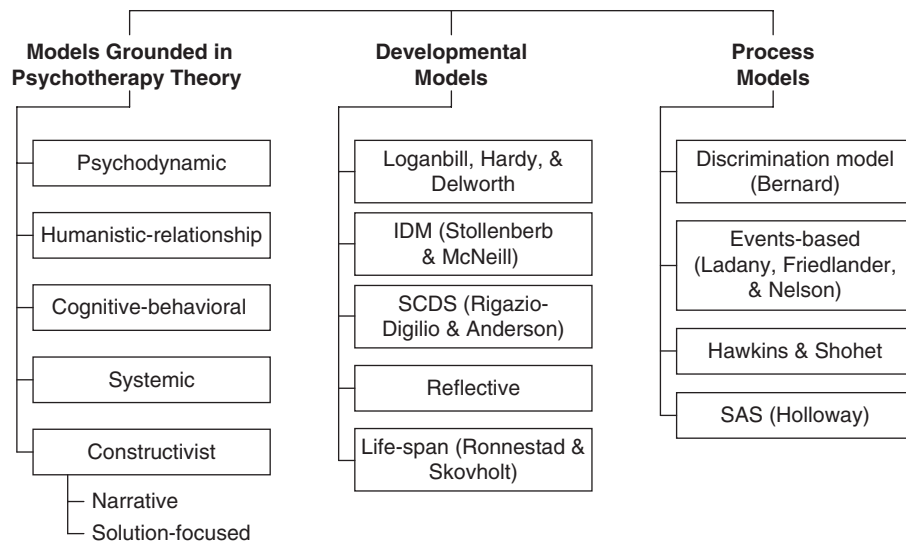 Models Grounded in
Psychotherapy Theory
Psychodynamic
Humanistic-relationship
Cognitive-behavioral
Systemic
Constructivist
Narrative
Solution-focused
Developmental
Models
Loganbill, Hardy, &
Delworth
IDM (Stollenberb
& McNeill)
SCDS (Rigazio-
Digilio & Anderson)
Reflective
Life-span (Ronnestad &
Skovholt)
Process
Models
Discrimination model
(Bernard)
Events-based
(Ladany, Friedlander,
& Nelson)
Hawkins & Shohet
SAS (Holloway)